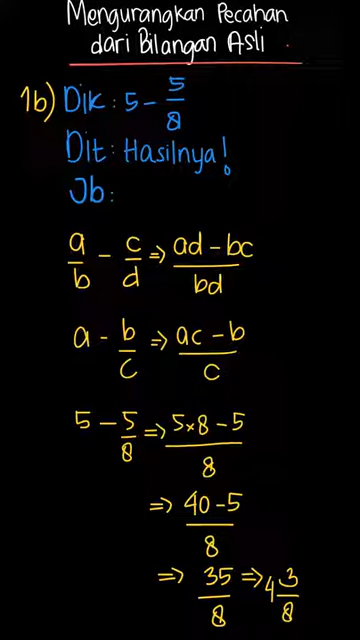 Mengurangkan Pecahan
dari Bilangan Asli
1b) Dik: 5 - 5/8
Dit: Hasilnya!
Jb:
a/b - c/d => ad - bc/bd
a - b/c => ac - b/c
5 - 5/8 => 5×8 - 5/8
=> 40 - 5/8
=> 35/8 => 4 3/8